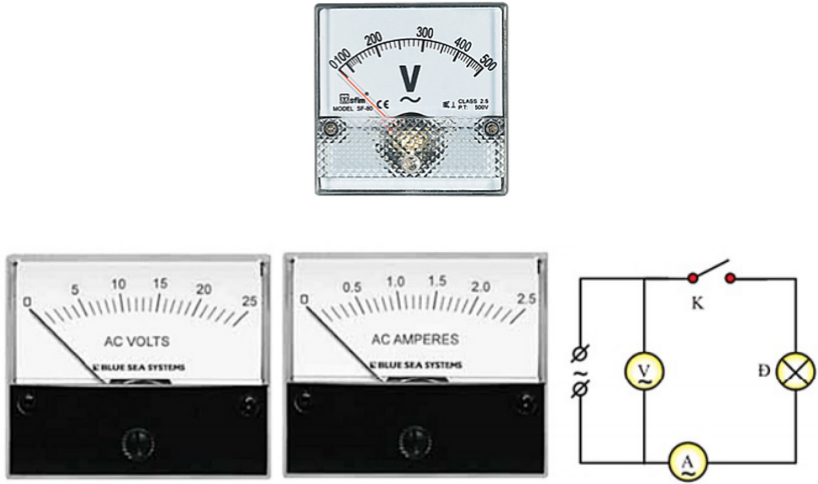 0 100 200 300 400 500
V
~
Mafim CE
MODEL SF-80
CLASS 2.5
P.T: 500V
0 5 10 15 20 25
AC VOLTS
BLUE SEA SYSTEMS
0 0.5 1.0 1.5 2.0 2.5
AC AMPERES
BLUE SEA SYSTEMS
K
~
V
~
Đ
A
~